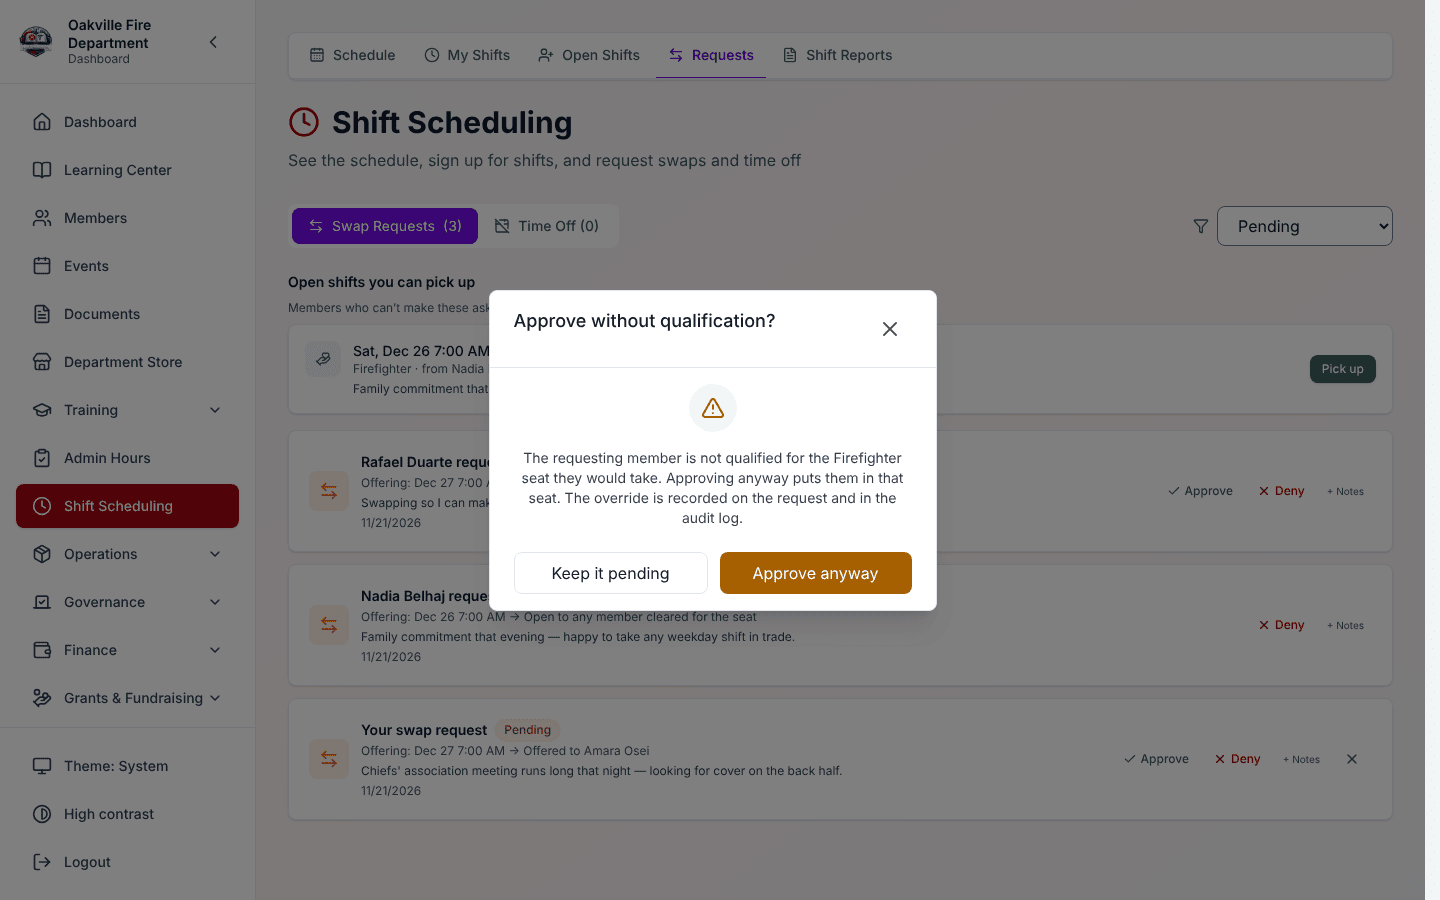 Oakville Fire
Department
Dashboard
Dashboard
Learning Center
Members
Events
Documents
Department Store
Training
Admin Hours
Shift Scheduling
Operations
Governance
Finance
Grants & Fundraising
Theme: System
High contrast
Logout
Schedule
My Shifts
Open Shifts
Requests
Shift Reports
Shift Scheduling
See the schedule, sign up for shifts, and request swaps and time off
Swap Requests (3)
Time Off (0)
Pending
Open shifts you can pick up
Members who can't make these ask
Sat, Dec 26 7:00 AM
Firefighter · from Nadia
Family commitment that
Pick up
Rafael Duarte reque
Offering: Dec 27 7:00
Swapping so I can mak
11/21/2026
Approve
Deny
+ Notes
Approve without qualification?
The requesting member is not qualified for the Firefighter
seat they would take. Approving anyway puts them in that
seat. The override is recorded on the request and in the
audit log.
Keep it pending
Approve anyway
Nadia Belhaj reques
Offering: Dec 26 7:00 AM → Open to any member cleared for the seat
Family commitment that evening — happy to take any weekday shift in trade.
11/21/2026
Deny
+ Notes
Your swap request
Pending
Offering: Dec 27 7:00 AM → Offered to Amara Osei
Chiefs' association meeting runs long that night — looking for cover on the back half.
11/21/2026
Approve
Deny
+ Notes